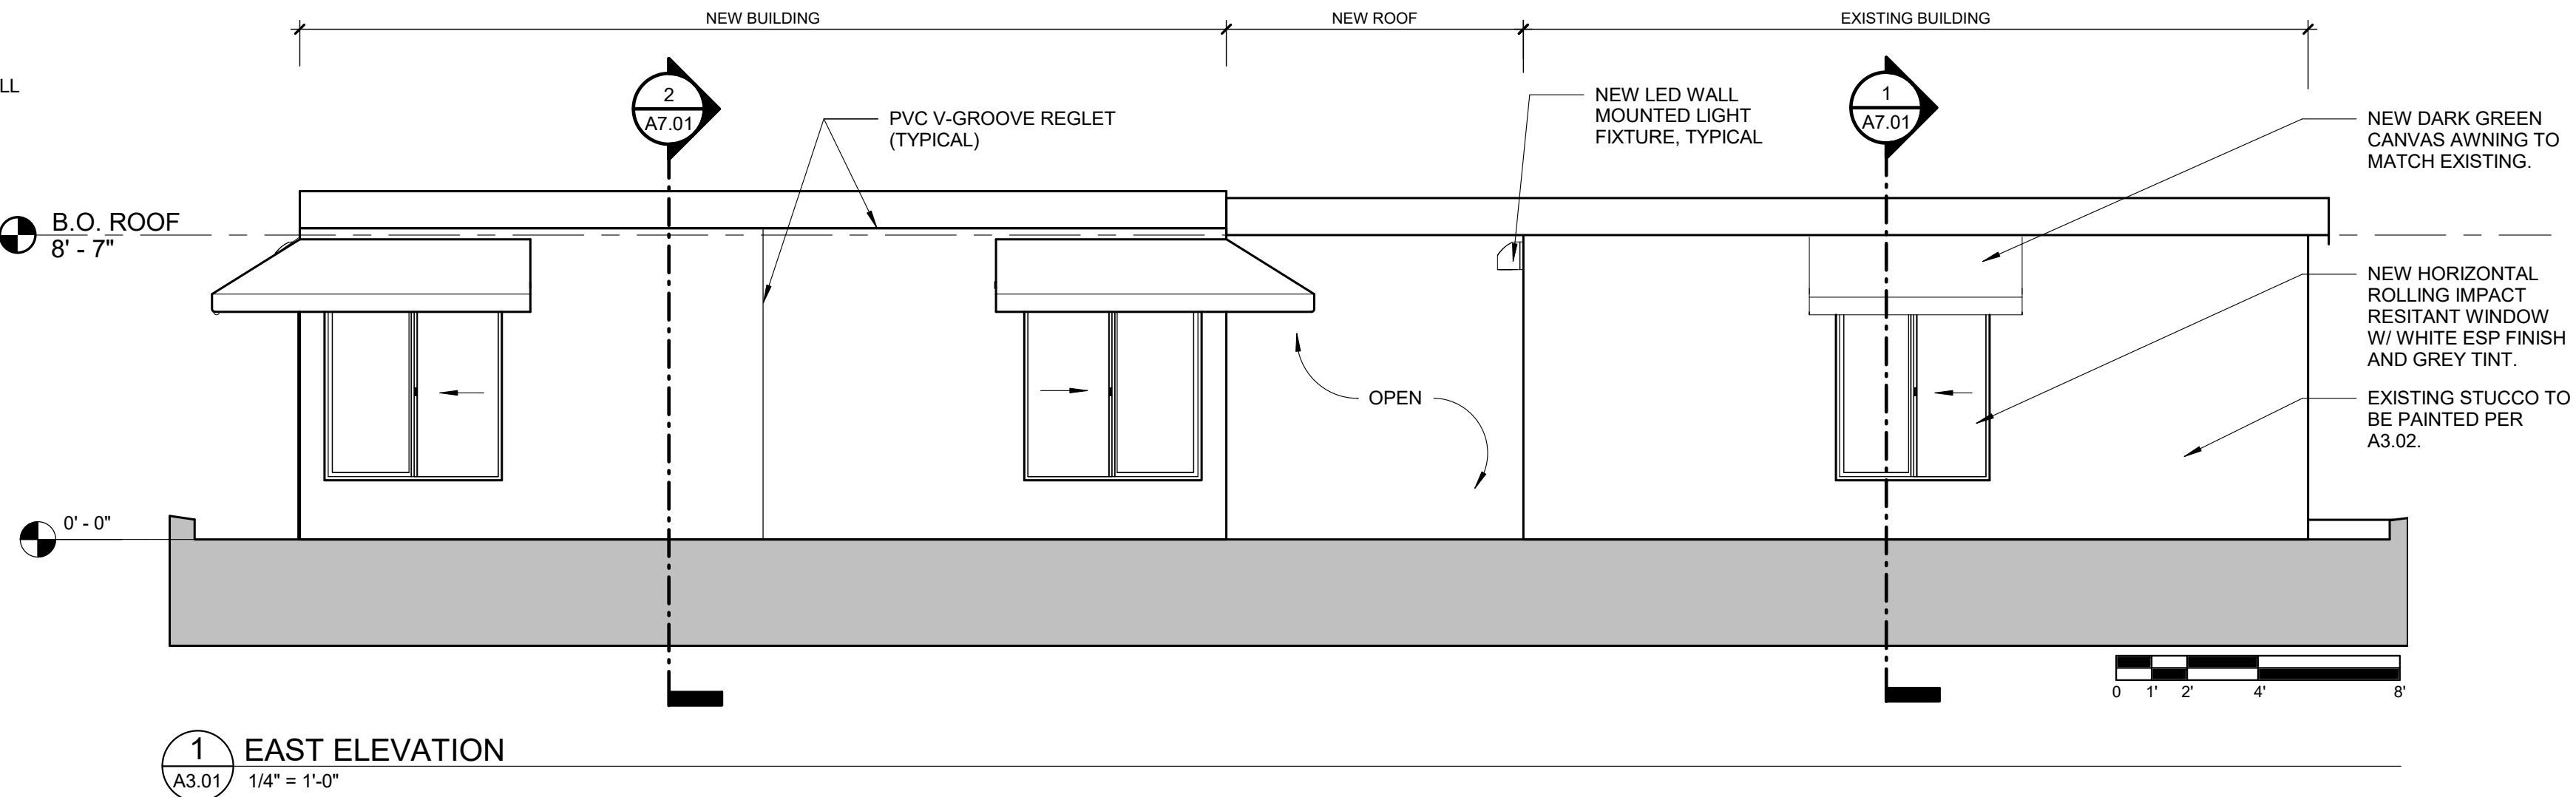 NEW BUILDING
NEW ROOF
EXISTING BUILDING
LL
2
A7.01
PVC V-GROOVE REGLET
(TYPICAL)
NEW LED WALL
MOUNTED LIGHT
FIXTURE, TYPICAL
1
A7.01
NEW DARK GREEN
CANVAS AWNING TO
MATCH EXISTING.
B.O. ROOF
8' - 7"
NEW HORIZONTAL
ROLLING IMPACT
RESITANT WINDOW
W/ WHITE ESP FINISH
AND GREY TINT.
OPEN
EXISTING STUCCO TO
BE PAINTED PER
A3.02.
0' - 0"
0 1' 2' 4' 8'
1
A3.01
EAST ELEVATION
1/4" = 1'-0"